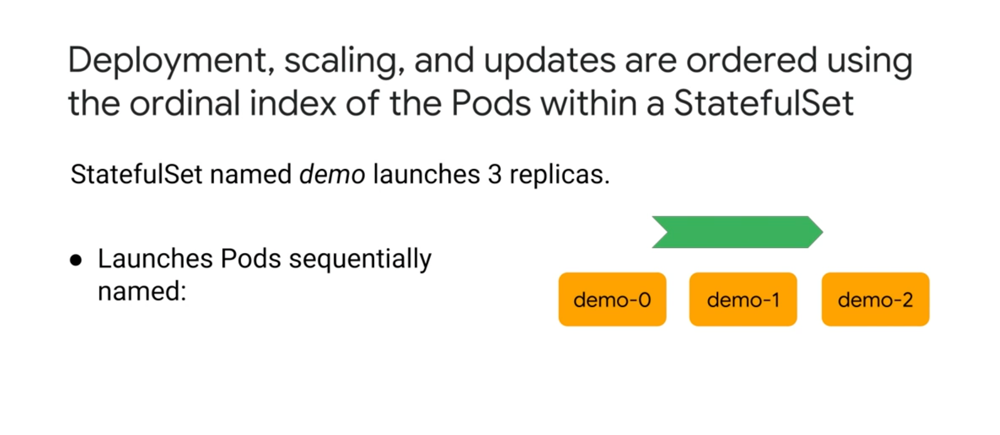 Deployment, scaling, and updates are ordered using
the ordinal index of the Pods within a StatefulSet
StatefulSet named demo launches 3 replicas.
● Launches Pods sequentially
named:
demo-0 demo-1 demo-2